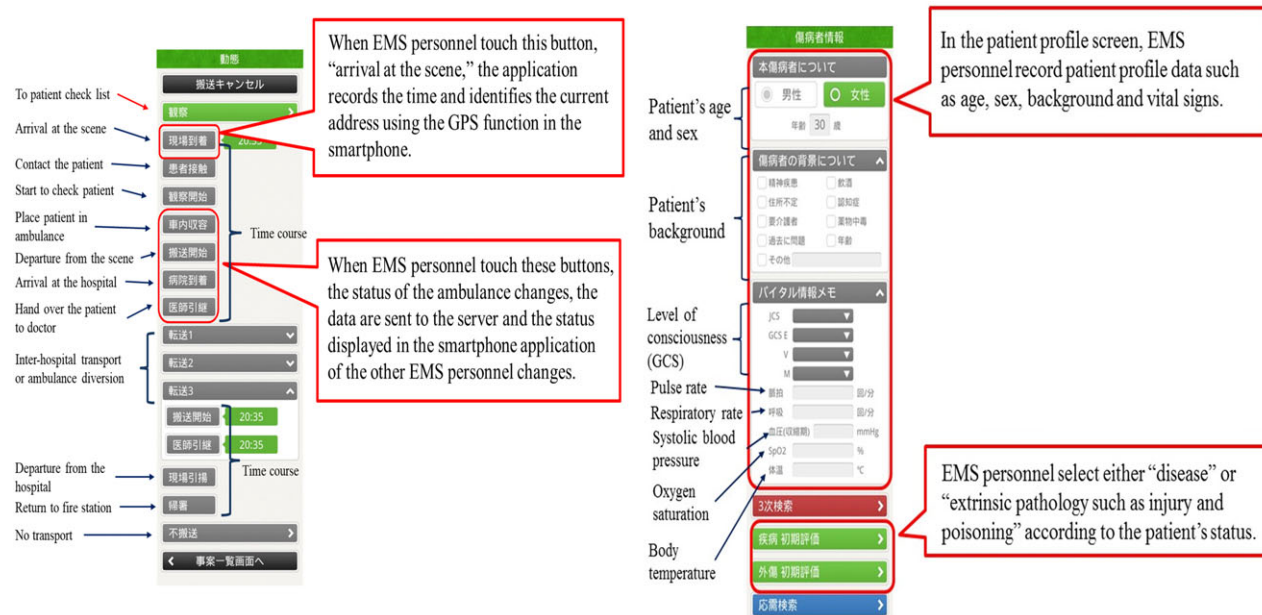 動態
搬送キャンセル
To patient check list
観察
Arrival at the scene
現場到着
20:35
Contact the patient
患者接触
Start to check patient
観察開始
Place patient in
ambulance
車内収容
Departure from the scene
搬送開始
Arrival at the hospital
病院到着
Hand over the patient
to doctor
医師引継
Time course
Inter-hospital transport
or ambulance diversion
転送1
転送2
転送3
搬送開始
20:35
医師引継
20:35
Time course
Departure from the
hospital
現場引揚
Return to fire station
帰署
No transport
不搬送
事案一覧画面へ
When EMS personnel touch this button,
“arrival at the scene,” the application
records the time and identifies the current
address using the GPS function in the
smartphone.
When EMS personnel touch these buttons,
the status of the ambulance changes, the
data are sent to the server and the status
displayed in the smartphone application
of the other EMS personnel changes.
傷病者情報
本傷病者について
Patient’s age
and sex
男性 女性
年齢 30 歳
傷病者の背景について
Patient’s
background
精神疾患 飲酒
住所不定 認知症
要介護者 薬物中毒
過去に問題 年齢
その他
バイタル情報メモ
Level of
consciousness
(GCS)
JCS
GCS E
V
M
Pulse rate
脈拍 回/分
Respiratory rate
呼吸 回/分
Systolic blood
pressure
血圧(収縮期) mmHg
Oxygen
saturation
SpO2 %
Body
temperature
体温 ℃
3次検索
疾病 初期評価
外傷 初期評価
応需検索
In the patient profile screen, EMS
personnel record patient profile data such
as age, sex, background and vital signs.
EMS personnel select either “disease” or
“extrinsic pathology such as injury and
poisoning” according to the patient’s status.